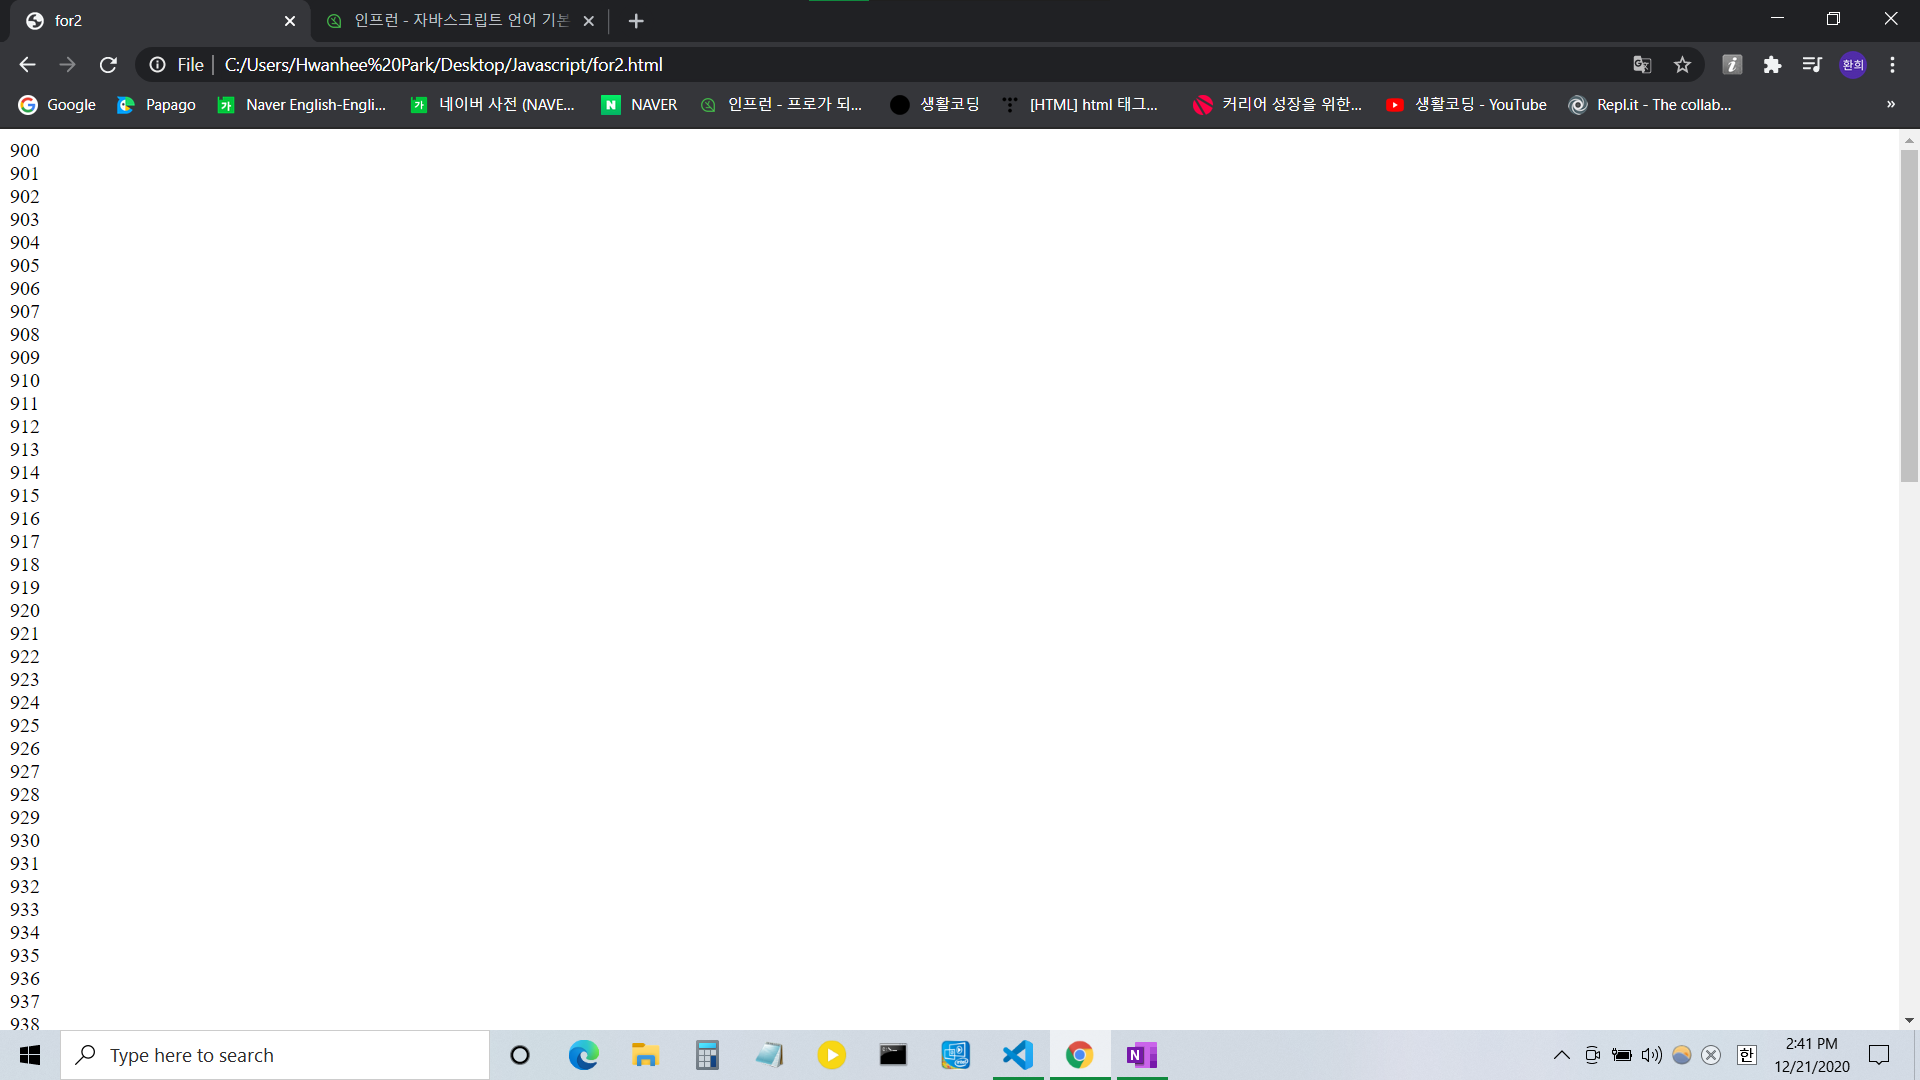 for2
인프런 - 자바스크립트 언어 기본
File
C:/Users/Hwanhee%20Park/Desktop/Javascript/for2.html
환희
Google
Papago
Naver English-Engli...
네이버 사전 (NAVE...
NAVER
인프런 - 프로가 되...
생활코딩
[HTML] html 태그...
커리어 성장을 위한...
생활코딩 - YouTube
Repl.it - The collab...
900
901
902
903
904
905
906
907
908
909
910
911
912
913
914
915
916
917
918
919
920
921
922
923
924
925
926
927
928
929
930
931
932
933
934
935
936
937
938
Type here to search
한
2:41 PM
12/21/2020